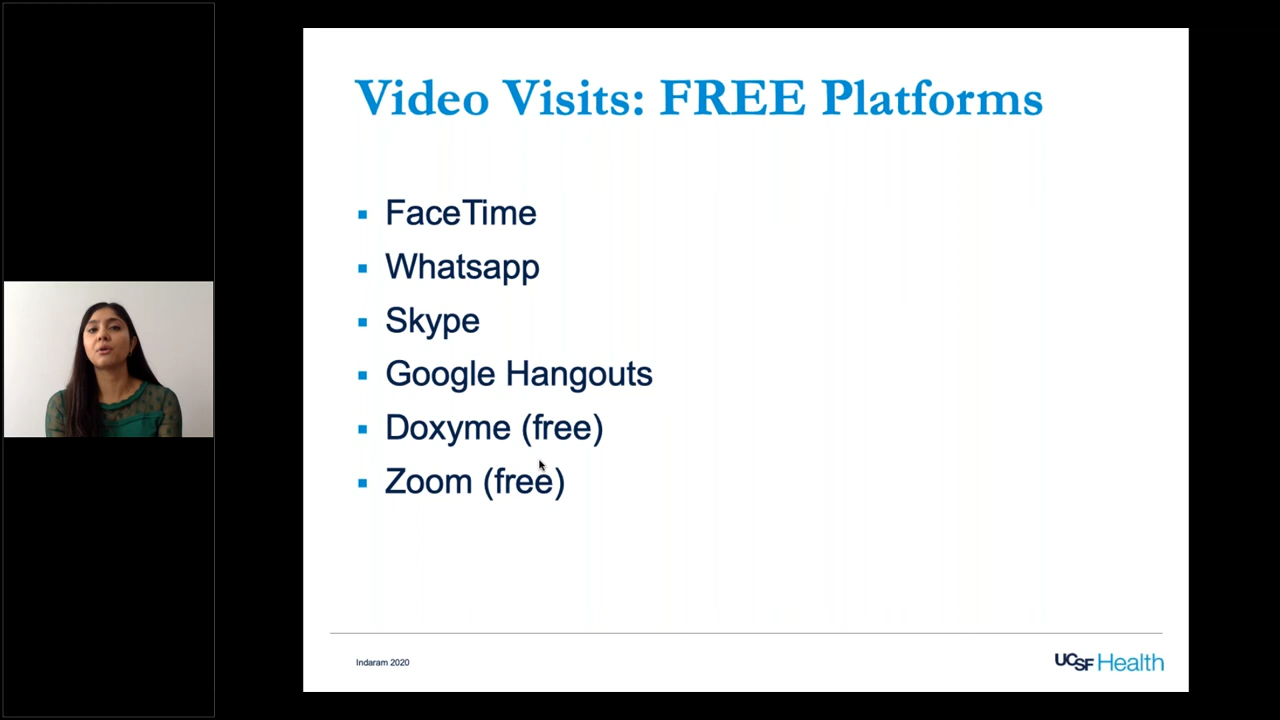 Video Visits: FREE Platforms
▪ FaceTime
▪ Whatsapp
▪ Skype
▪ Google Hangouts
▪ Doxyme (free)
▪ Zoom (free)
Indaram 2020
UCSF Health